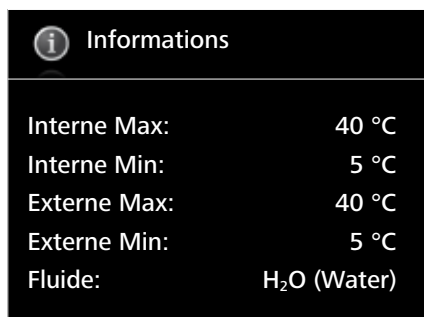 Informations
Interne Max: 40 °C
Interne Min: 5 °C
Externe Max: 40 °C
Externe Min: 5 °C
Fluide: H₂O (Water)